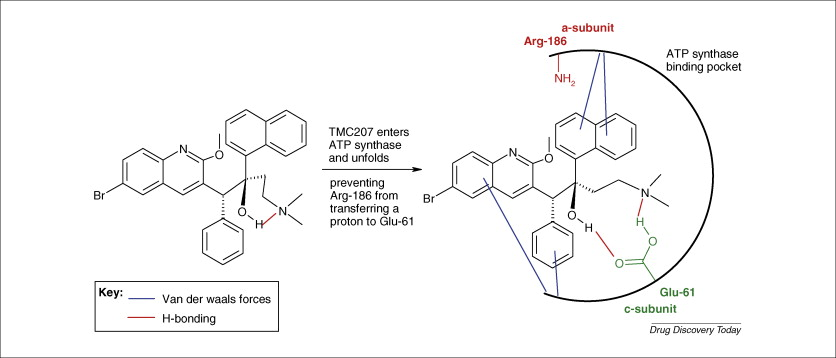 a-subunit
Arg-186
ATP synthase
binding pocket
NH2
TMC207 enters
ATP synthase
and unfolds
preventing
Arg-186 from
transferring a
proton to Glu-61
N
O
Br
O
H
N
N
O
Br
N
O
H
H
O
O
Glu-61
c-subunit
Key:
Van der waals forces
H-bonding
Drug Discovery Today